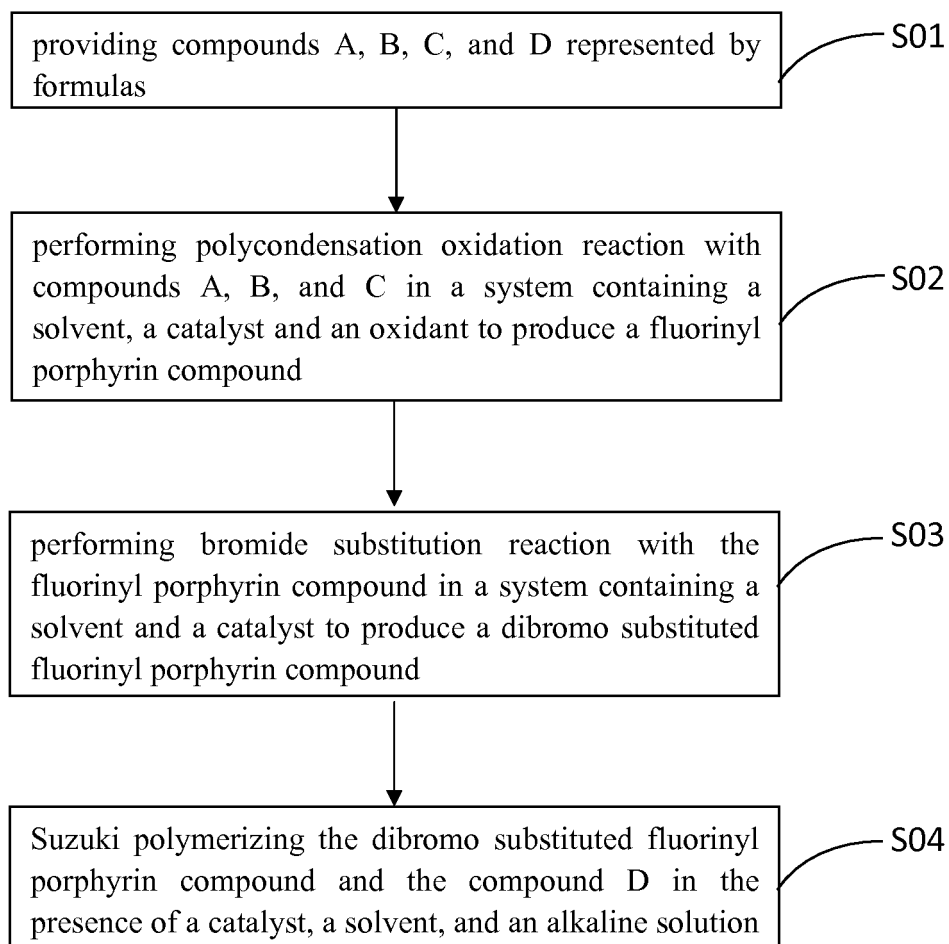 providing compounds A, B, C, and D represented by
formulas
S01
performing polycondensation oxidation reaction with
compounds A, B, and C in a system containing a
solvent, a catalyst and an oxidant to produce a fluorinyl
porphyrin compound
S02
performing bromide substitution reaction with the
fluorinyl porphyrin compound in a system containing a
solvent and a catalyst to produce a dibromo substituted
fluorinyl porphyrin compound
S03
Suzuki polymerizing the dibromo substituted fluorinyl
porphyrin compound and the compound D in the
presence of a catalyst, a solvent, and an alkaline solution
S04